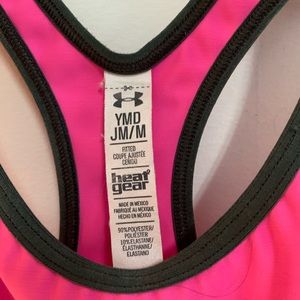 YMD
JM/M
FITTED
COUPE AJUSTÉE
CEÑIDO
heat
gear
MADE IN MEXICO
FABRIQUÉ AU MEXIQUE
HECHO EN MÉXICO
90% POLYESTER/
POLIÉSTER
10% ELASTANE/
ÉLASTHANNE/
ELASTANO